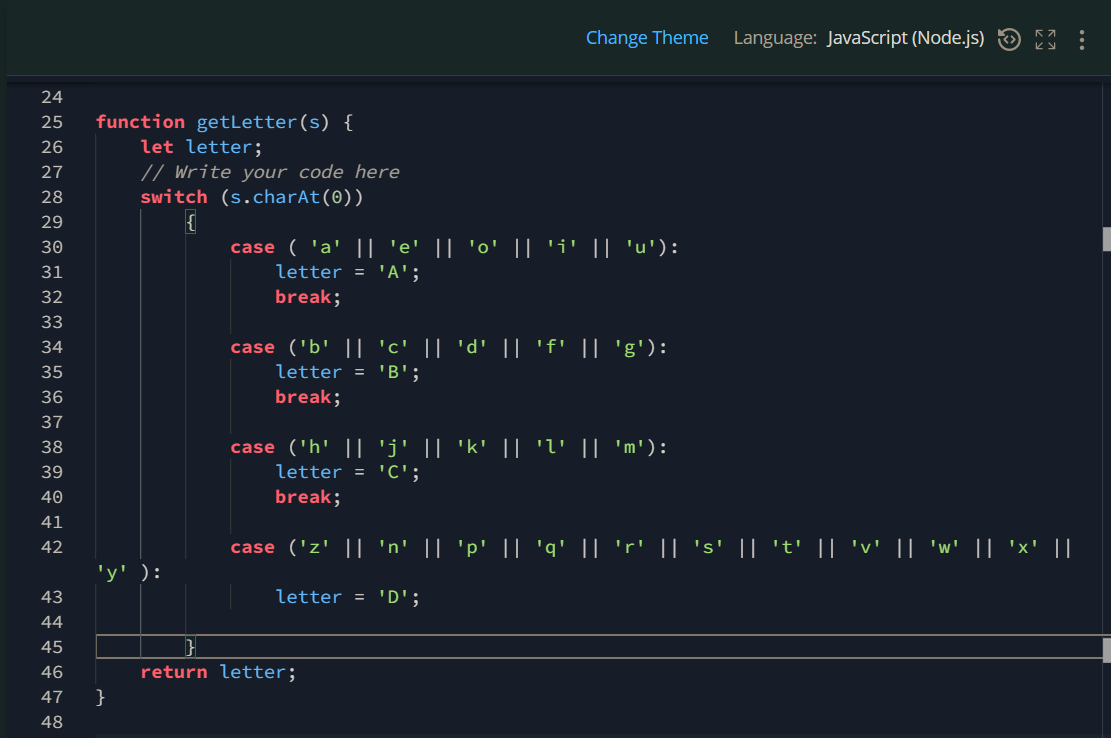 Change Theme Language: JavaScript (Node.js)
24
25 function getLetter(s) {
26 let letter;
27 // Write your code here
28 switch (s.charAt(0))
29 {
30 case ( 'a' || 'e' || 'o' || 'i' || 'u'):
31 letter = 'A';
32 break;
33
34 case ('b' || 'c' || 'd' || 'f' || 'g'):
35 letter = 'B';
36 break;
37
38 case ('h' || 'j' || 'k' || 'l' || 'm'):
39 letter = 'C';
40 break;
41
42 case ('z' || 'n' || 'p' || 'q' || 'r' || 's' || 't' || 'v' || 'w' || 'x' ||
'y' ):
43 letter = 'D';
44
45 }
46 return letter;
47 }
48